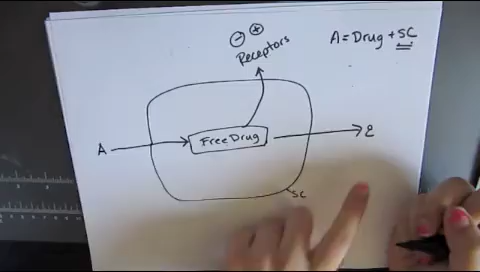 ⊖ ⊕
Receptors
A = Drug + SC
A
Free Drug
E
SC